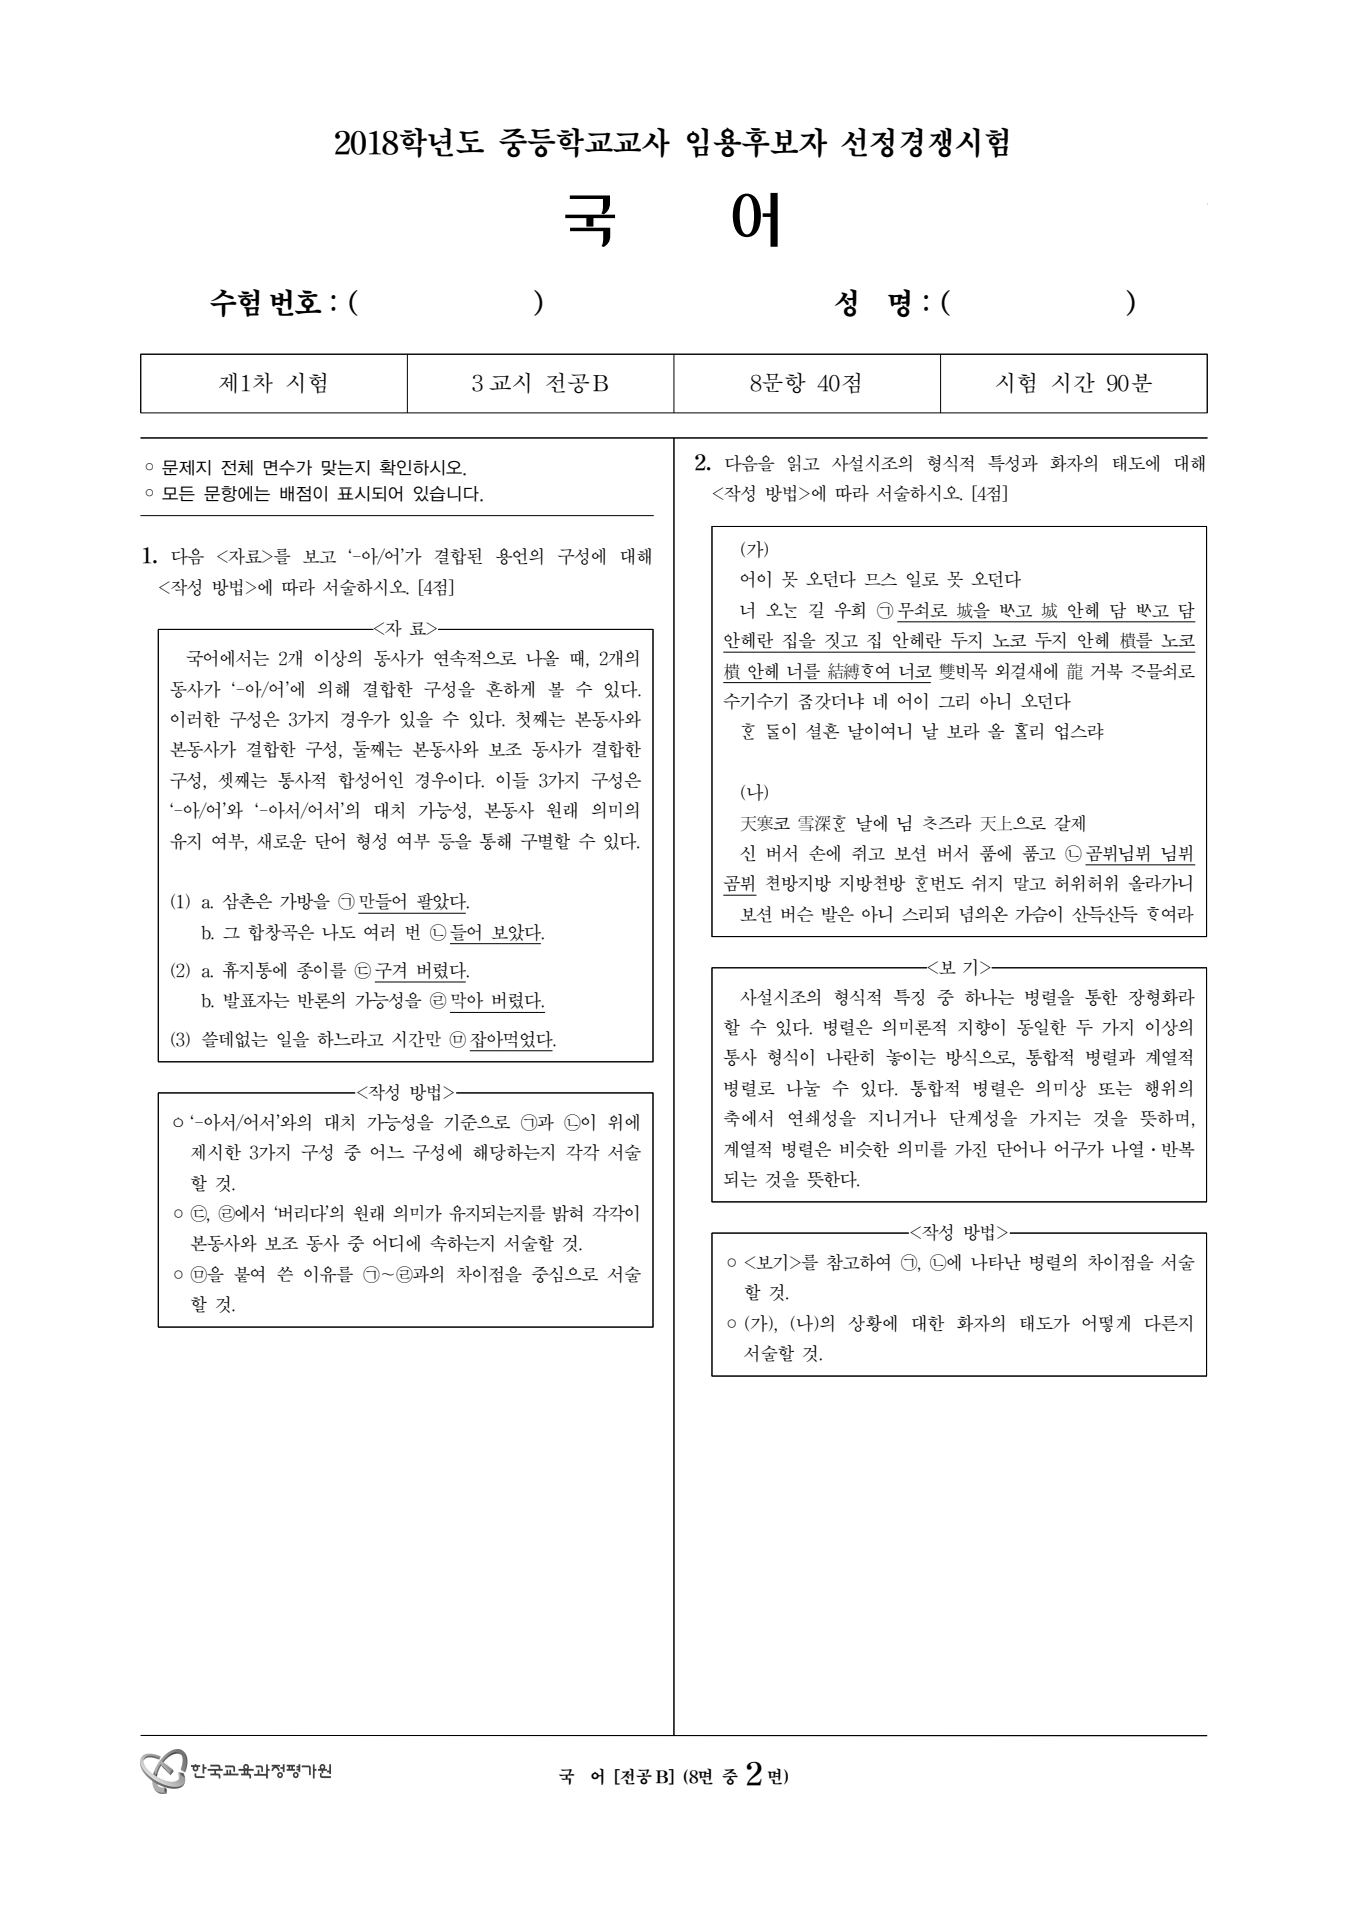 2018학년도 중등학교교사 임용후보자 선정경쟁시험
국 어
수험 번호 : ( )
성 명 : ( )
제1차 시험
3교시 전공B
8문항 40점
시험 시간 90분
○ 문제지 전체 면수가 맞는지 확인하시오.
○ 모든 문항에는 배점이 표시되어 있습니다.
1. 다음 <자료>를 보고 ‘-아/어’가 결합된 용언의 구성에 대해
<작성 방법>에 따라 서술하시오. [4점]
<자 료>
국어에서는 2개 이상의 동사가 연속적으로 나올 때, 2개의
동사가 ‘-아/어’에 의해 결합한 구성을 흔하게 볼 수 있다.
이러한 구성은 3가지 경우가 있을 수 있다. 첫째는 본동사와
본동사가 결합한 구성, 둘째는 본동사와 보조 동사가 결합한
구성, 셋째는 통사적 합성어인 경우이다. 이들 3가지 구성은
‘-아/어’와 ‘-아서/어서’의 대치 가능성, 본동사 원래 의미의
유지 여부, 새로운 단어 형성 여부 등을 통해 구별할 수 있다.
(1) a. 삼촌은 가방을 ㉠만들어 팔았다.
b. 그 합창곡은 나도 여러 번 ㉡들어 보았다.
(2) a. 휴지통에 종이를 ㉢구겨 버렸다.
b. 발표자는 반론의 가능성을 ㉣막아 버렸다.
(3) 쓸데없는 일을 하느라고 시간만 ㉤잡아먹었다.
<작성 방법>
○ ‘-아서/어서’와의 대치 가능성을 기준으로 ㉠과 ㉡이 위에
제시한 3가지 구성 중 어느 구성에 해당하는지 각각 서술
할 것.
○ ㉢, ㉣에서 ‘버리다’의 원래 의미가 유지되는지를 밝혀 각각이
본동사와 보조 동사 중 어디에 속하는지 서술할 것.
○ ㉤을 붙여 쓴 이유를 ㉠~㉣과의 차이점을 중심으로 서술
할 것.
2. 다음을 읽고 사설시조의 형식적 특성과 화자의 태도에 대해
<작성 방법>에 따라 서술하시오. [4점]
(가)
어이 못 오던다 므스 일로 못 오던다
너 오는 길 우희 ㉠무쇠로 城을 ᄡᆞ고 城 안헤 담 ᄡᆞ고 담
안헤란 집을 짓고 집 안헤란 두지 노코 두지 안헤 樻를 노코
樻 안헤 너를 結縛ᄒᆞ여 너코 雙ᄇᆡ목 외걸새에 龍 거북 ᄌᆞ믈쇠로
수기수기 ᄌᆞᆷ갓더냐 네 어이 그리 아니 오던다
ᄒᆞᆫ ᄃᆞᆯ이 셜흔 날이여니 날 보라 올 ᄒᆞᆯ리 업스랴
(나)
天寒코 雪深ᄒᆞᆫ 날에 님 ᄎᆞ즈라 天上으로 갈제
신 버서 손에 쥐고 보션 버서 품에 품고 ㉡곰뷔님뷔 님뷔
곰뷔 쳔방지방 지방쳔방 ᄒᆞᆫ번도 쉬지 말고 허위허위 올라가니
보션 버슨 발은 아니 스리되 념의온 가슴이 산득산득 ᄒᆞ여라
<보 기>
사설시조의 형식적 특징 중 하나는 병렬을 통한 장형화라
할 수 있다. 병렬은 의미론적 지향이 동일한 두 가지 이상의
통사 형식이 나란히 놓이는 방식으로, 통합적 병렬과 계열적
병렬로 나눌 수 있다. 통합적 병렬은 의미상 또는 행위의
축에서 연쇄성을 지니거나 단계성을 가지는 것을 뜻하며,
계열적 병렬은 비슷한 의미를 가진 단어나 어구가 나열·반복
되는 것을 뜻한다.
<작성 방법>
○ <보기>를 참고하여 ㉠, ㉡에 나타난 병렬의 차이점을 서술
할 것.
○ (가), (나)의 상황에 대한 화자의 태도가 어떻게 다른지
서술할 것.
한국교육과정평가원
국 어 [전공 B] (8면 중 2 면)